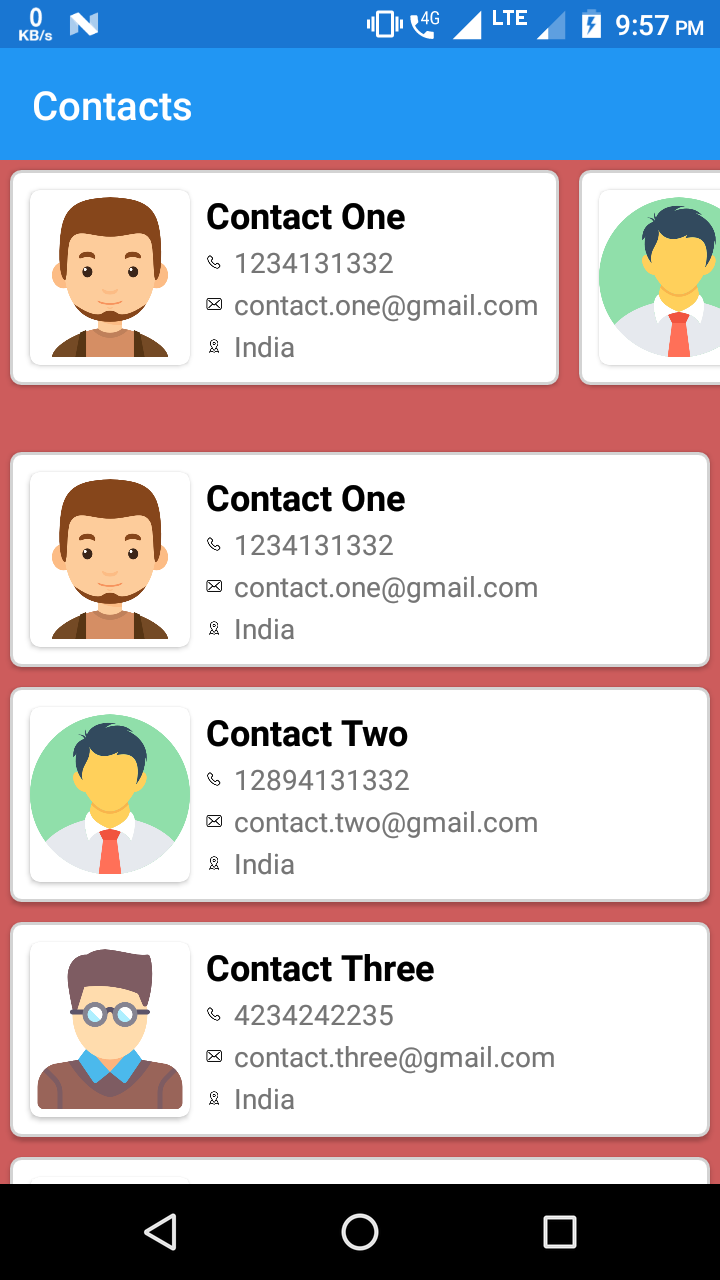 0
KB/s
4G
LTE
9:57 PM
Contacts
Contact One
1234131332
contact.one@gmail.com
India
Contact One
1234131332
contact.one@gmail.com
India
Contact Two
12894131332
contact.two@gmail.com
India
Contact Three
4234242235
contact.three@gmail.com
India